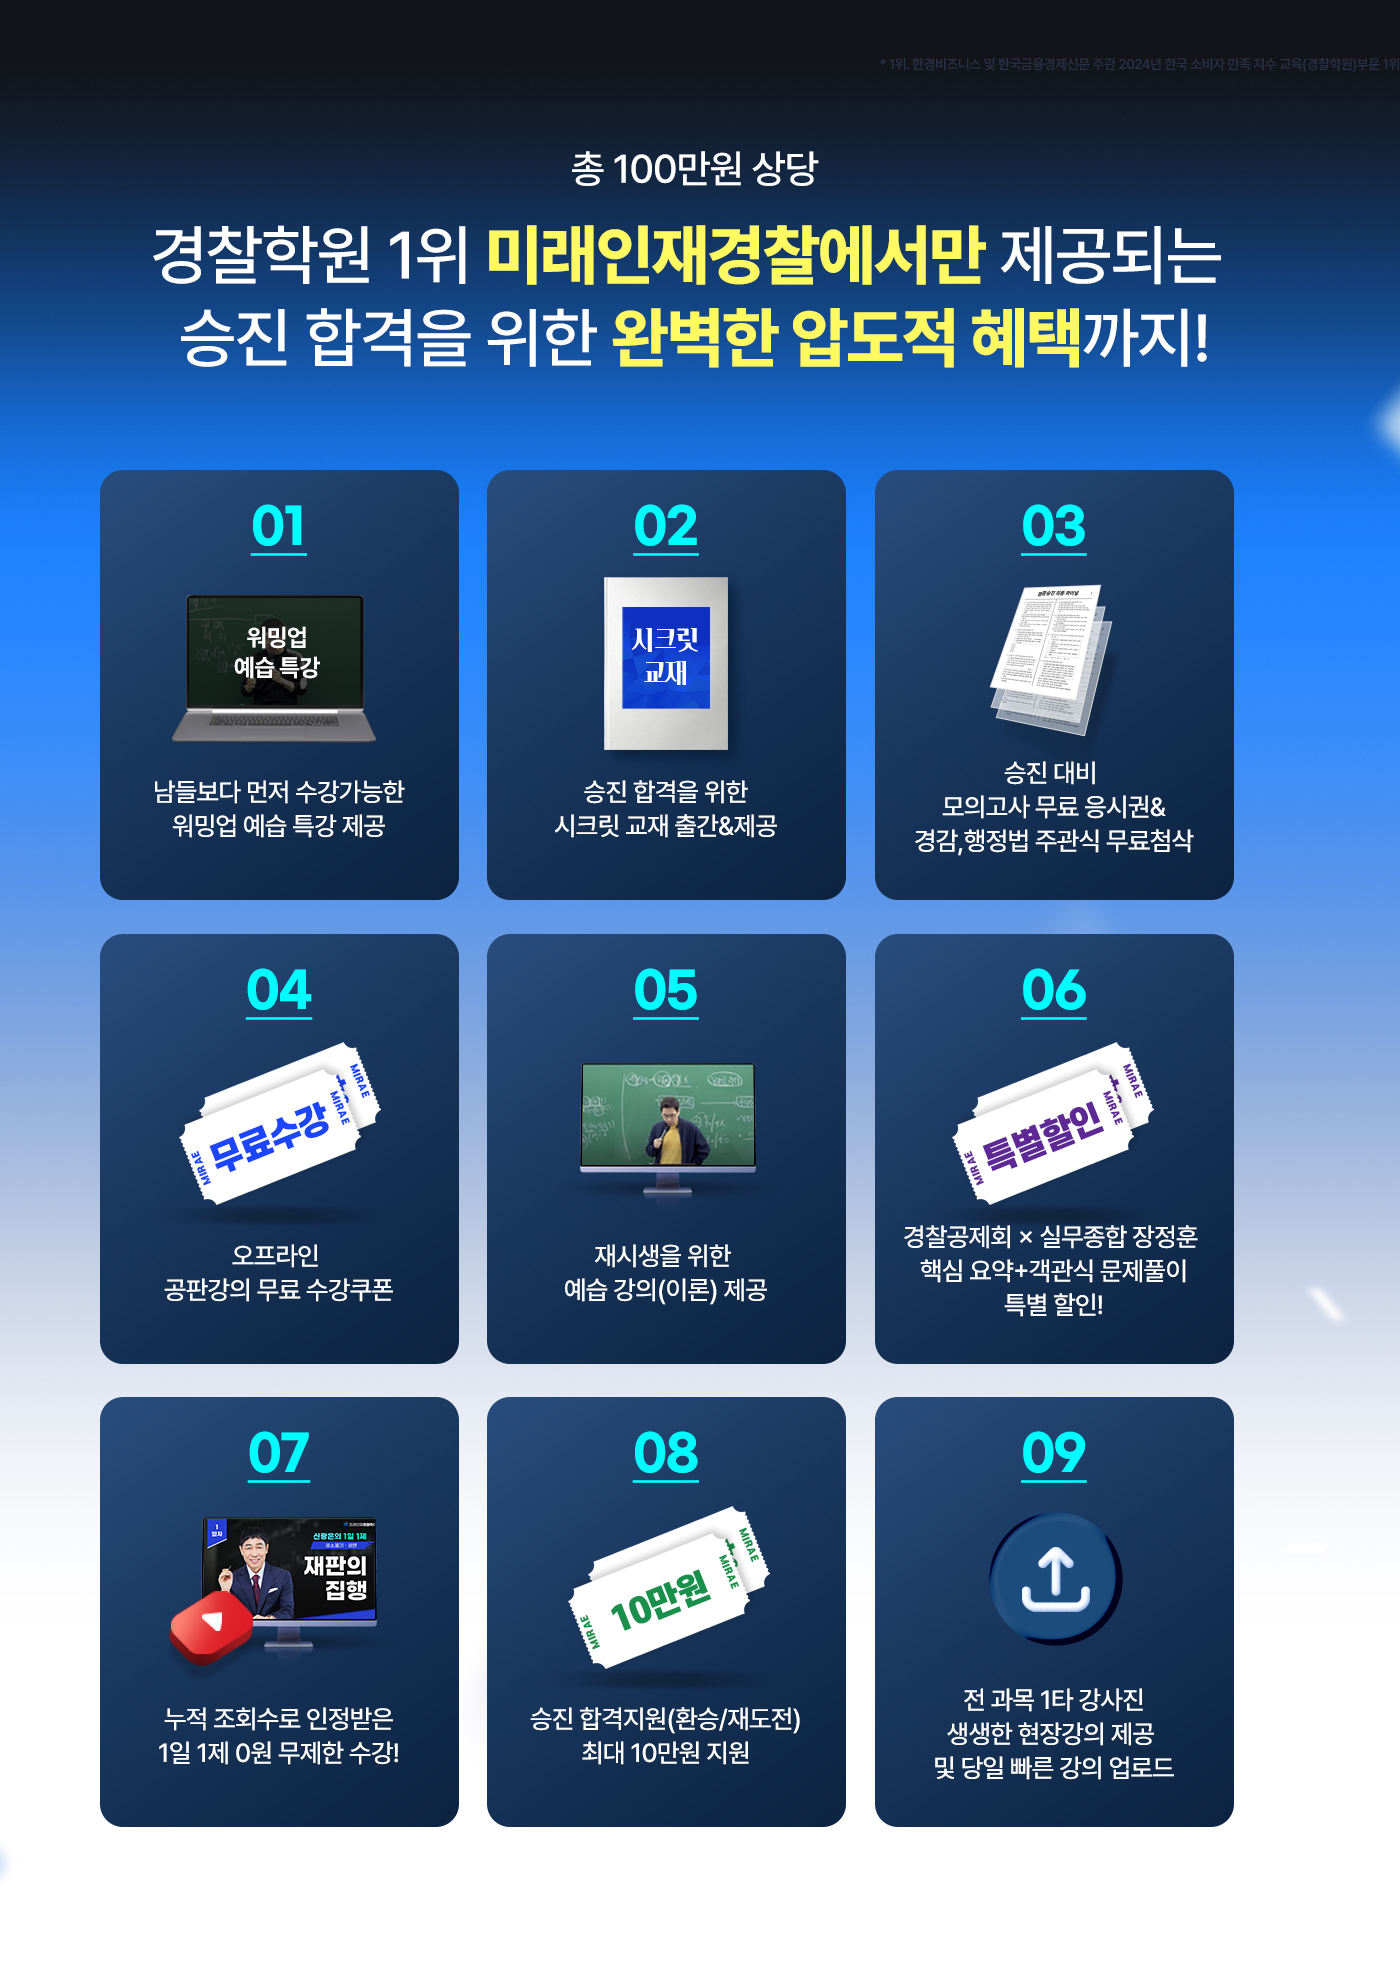 * 1위. 한경비즈니스 및 한국금융경제신문 주관 2024년 한국 소비자 만족 지수 교육(경찰학원)부문 1위
총 100만원 상당
경찰학원 1위 미래인재경찰에서만 제공되는
승진 합격을 위한 완벽한 압도적 혜택까지!
01
워밍업
예습 특강
남들보다 먼저 수강가능한
워밍업 예습 특강 제공
02
시크릿
교재
승진 합격을 위한
시크릿 교재 출간&제공
03
승진 대비
모의고사 무료 응시권&
경감,행정법 주관식 무료첨삭
04
MIRAE
MIRAE
무료수강
MIRAE
오프라인
공판강의 무료 수강쿠폰
05
재시생을 위한
예습 강의(이론) 제공
06
MIRAE
MIRAE
특별할인
MIRAE
경찰공제회 × 실무종합 장정훈
핵심 요약+객관식 문제풀이
특별 할인!
07
1
일차
신광은의 1일 1제
재판의
집행
누적 조회수로 인정받은
1일 1제 0원 무제한 수강!
08
MIRAE
MIRAE
10만원
MIRAE
승진 합격지원(환승/재도전)
최대 10만원 지원
09
전 과목 1타 강사진
생생한 현장강의 제공
및 당일 빠른 강의 업로드